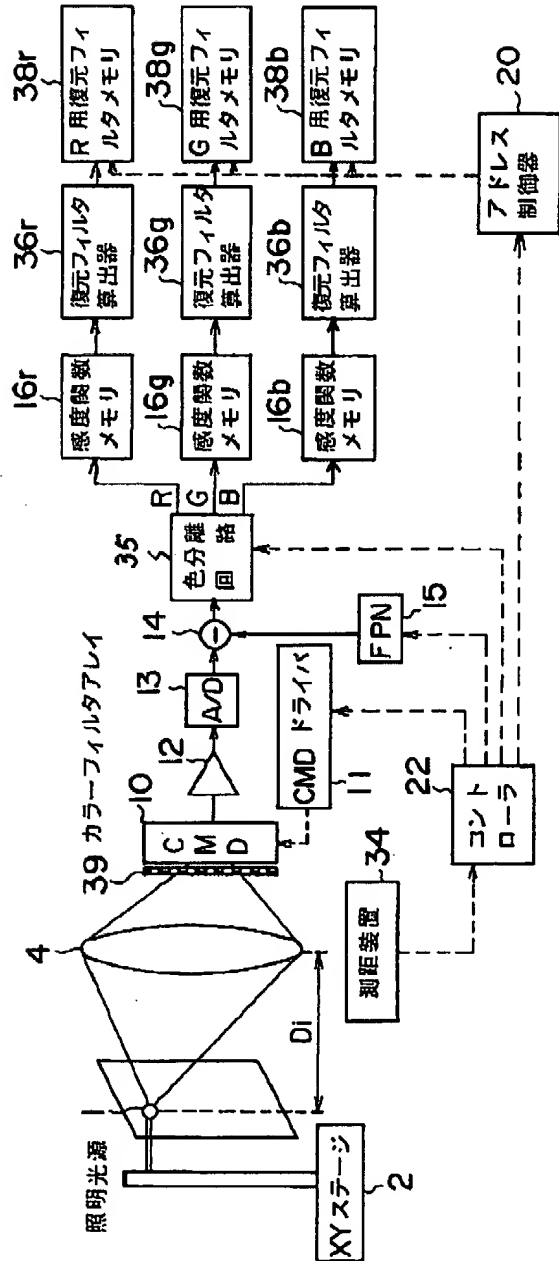 照明光源
1
XYステージ
2
Di
4
39 カラーフィルタアレイ
10
CMD
12
13
A/D
14
−
CMD ドライバ
11
FPN
15
測距装置
34
22
コント
ローラ
35
色分離
回路
R
G
B
16r
感度関数
メモリ
16g
感度関数
メモリ
16b
感度関数
メモリ
36r
復元フィルタ
算出器
36g
復元フィルタ
算出器
36b
復元フィルタ
算出器
38r
R 用復元フィ
ルタメモリ
38g
G 用復元フィ
ルタメモリ
38b
B 用復元フィ
ルタメモリ
20
アドレス
制御器